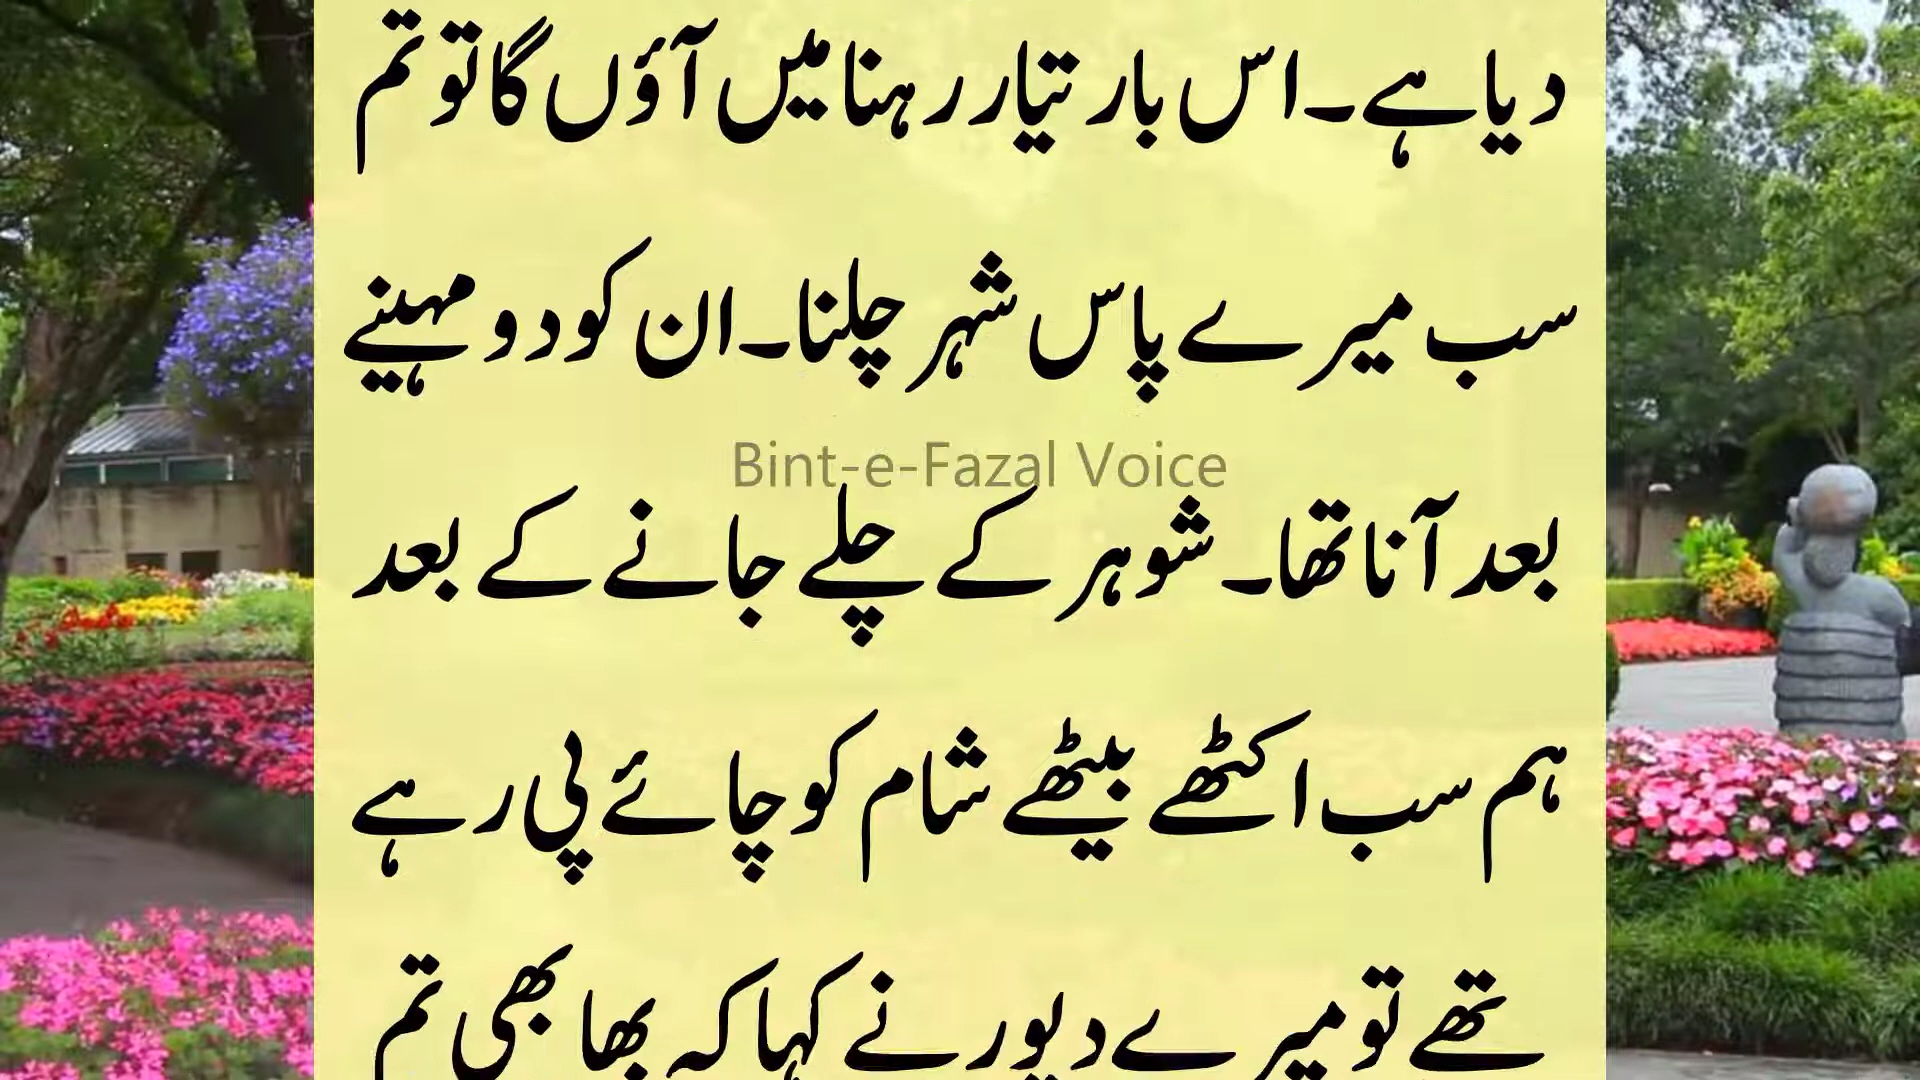 دیا ہے۔ اس بار تیار رہنا میں آؤں گا تو تم
سب میرے پاس شہر چلنا۔ ان کو دو مہینے
Bint-e-Fazal Voice
بعد آنا تھا۔ شوہر کے چلے جانے کے بعد
ہم سب اکٹھے بیٹھے شام کو چائے پی رہے
تھے تو میرے دیور نے کہا کہ بھابھی تم